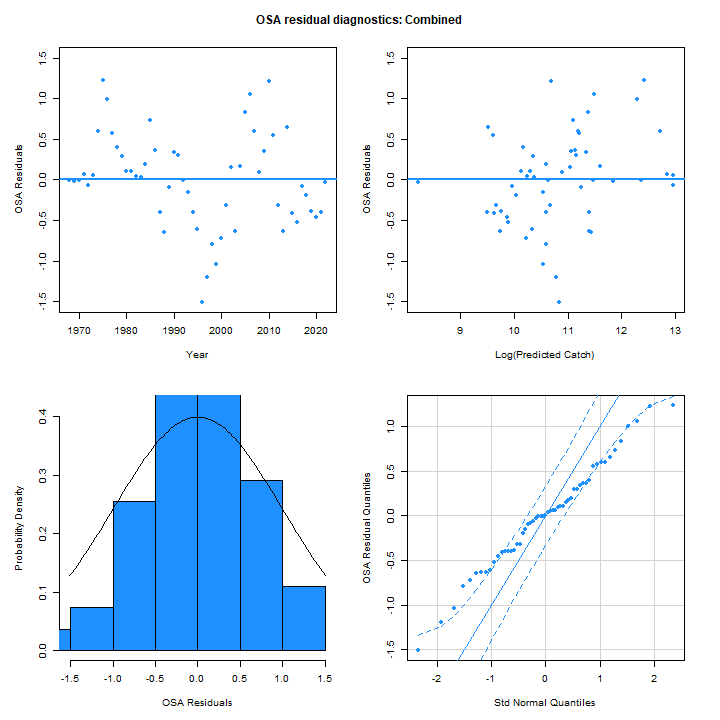 OSA residual diagnostics: Combined
OSA Residuals
1.5
1.0
0.5
0.0
-0.5
-1.0
-1.5
1970 1980 1990 2000 2010 2020
Year
OSA Residuals
1.5
1.0
0.5
0.0
-0.5
-1.0
-1.5
9 10 11 12 13
Log(Predicted Catch)
Probability Density
0.4
0.3
0.2
0.1
0.0
-1.5 -1.0 -0.5 0.0 0.5 1.0 1.5
OSA Residuals
OSA Residual Quantiles
1.0
0.5
0.0
-0.5
-1.0
-1.5
-2 -1 0 1 2
Std Normal Quantiles